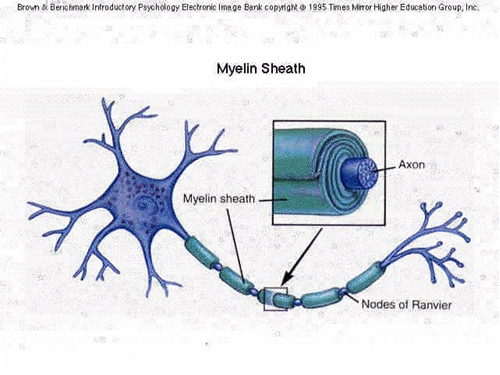 Brown & Benchmark Introductory Psychology Electronic Image Bank copyright © 1995 Times Mirror Higher Education Group, Inc.
Myelin Sheath
Axon
Myelin sheath
Nodes of Ranvier